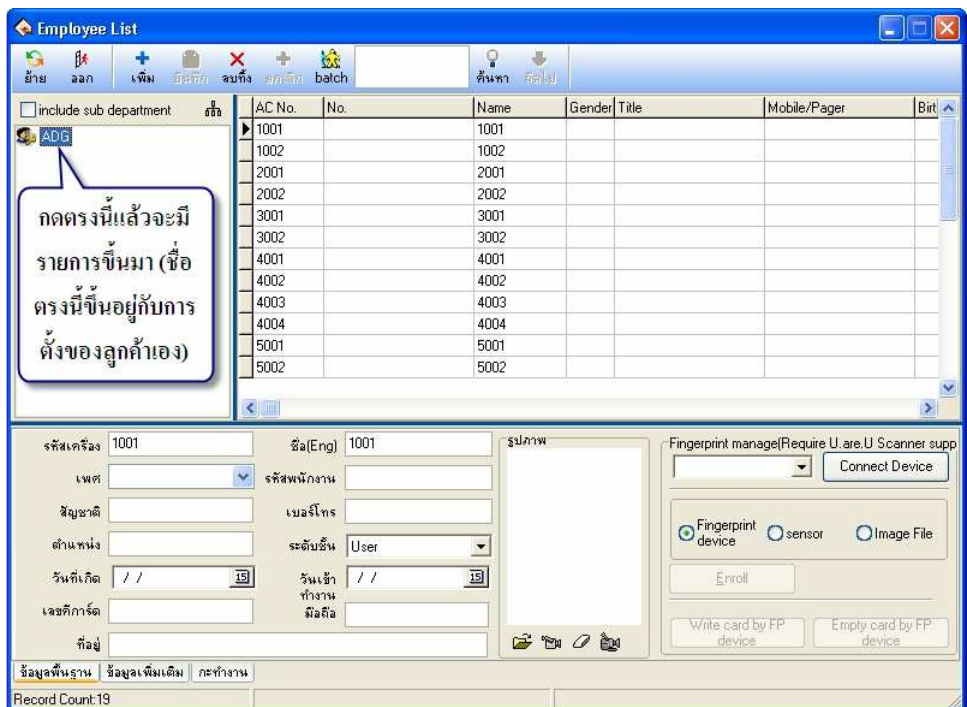 Employee List
ย้าย ออก เพิ่ม บันทึก ลบทิ้ง ยกเลิก batch ค้นหา ถัดไป
include sub department
ADG
กดตรงนี้แล้วจะมี
รายการขึ้นมา (ชื่อ
ตรงนี้ขึ้นอยู่กับการ
ตั้งของลูกค้าเอง)
AC No. No. Name Gender Title Mobile/Pager Birt
1001 1001
1002 1002
2001 2001
2002 2002
3001 3001
3002 3002
4001 4001
4002 4002
4003 4003
4004 4004
5001 5001
5002 5002
รหัสเครื่อง 1001 ชื่อ(Eng) 1001
เพศ รหัสพนักงาน
สัญชาติ เบอร์โทร
ตำแหน่ง ระดับชั้น User
วันที่เกิด / / 15 วันเข้า / / 15
ทำงาน
เลขที่การ์ด มือถือ
ที่อยู่
รูปภาพ
Fingerprint manage(Require U.are.U Scanner supp
Connect Device
Fingerprint
device
sensor
Image File
Enroll
Write card by FP
device
Empty card by FP
device
ข้อมูลพื้นฐาน ข้อมูลเพิ่มเติม กะทำงาน
Record Count:19